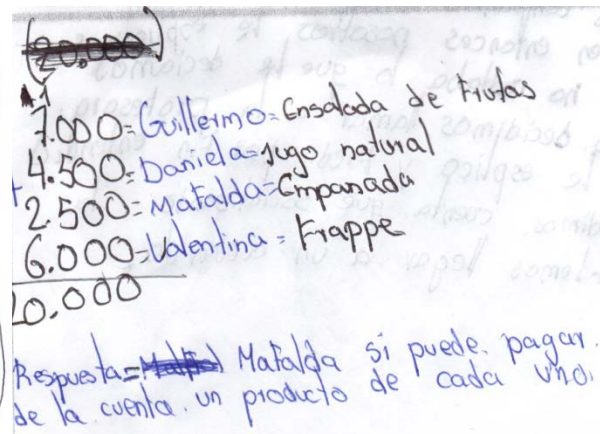 20.000
7.000=Guillermo=Ensalada de Frutas
4.500=Daniela=Jugo natural
+
2.500=Mafalda=Empanada
6.000=Valentina=Frappe
20.000
Respuesta= Mafalda si puede. pagar.
de la cuenta. un producto de cada uno.